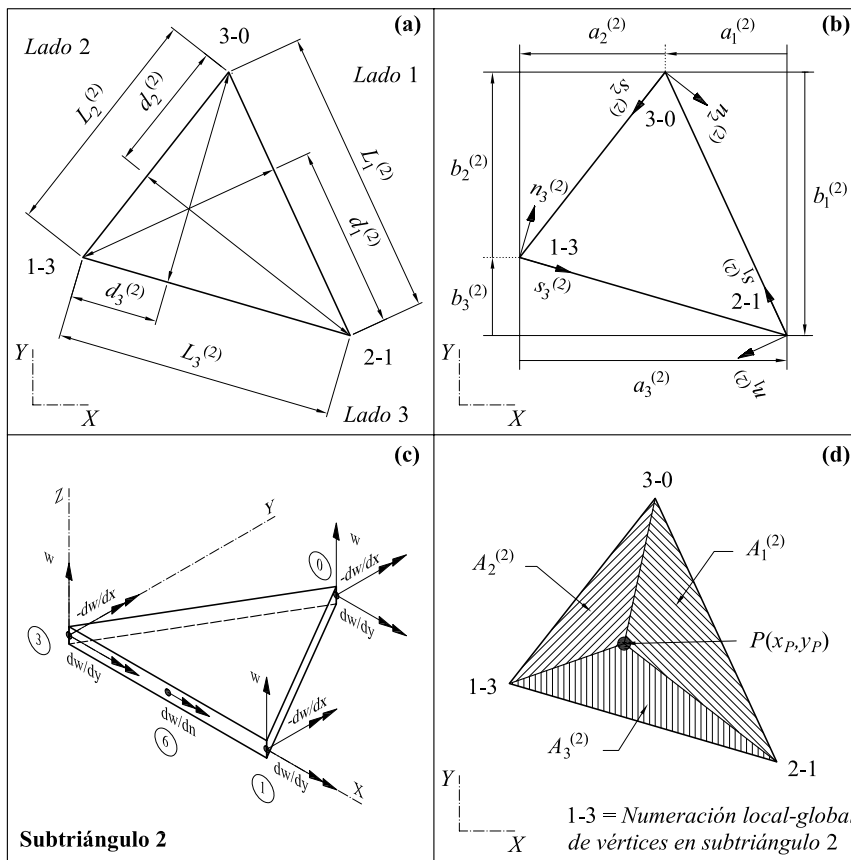 (a)
Lado 2
3-0
Lado 1
L₂⁽²⁾
d₂⁽²⁾
L₁⁽²⁾
d₁⁽²⁾
1-3
d₃⁽²⁾
L₃⁽²⁾
2-1
Y
X
Lado 3
(b)
a₂⁽²⁾
a₁⁽²⁾
s₂⁽²⁾
n₂⁽²⁾
3-0
b₂⁽²⁾
b₁⁽²⁾
n₃⁽²⁾
1-3
s₁⁽²⁾
b₃⁽²⁾
s₃⁽²⁾
2-1
Y
a₃⁽²⁾
n₁⁽²⁾
X
(c)
Z
Y
w
w
0
-dw/dx
-dw/dx
dw/dy
3
dw/dy
w
-dw/dx
dw/dn
6
dw/dy
X
1
Subtriángulo 2
(d)
3-0
A₂⁽²⁾
A₁⁽²⁾
P(x_P,y_P)
1-3
A₃⁽²⁾
2-1
Y
X
1-3 = Numeración local-global
de vértices en subtriángulo 2